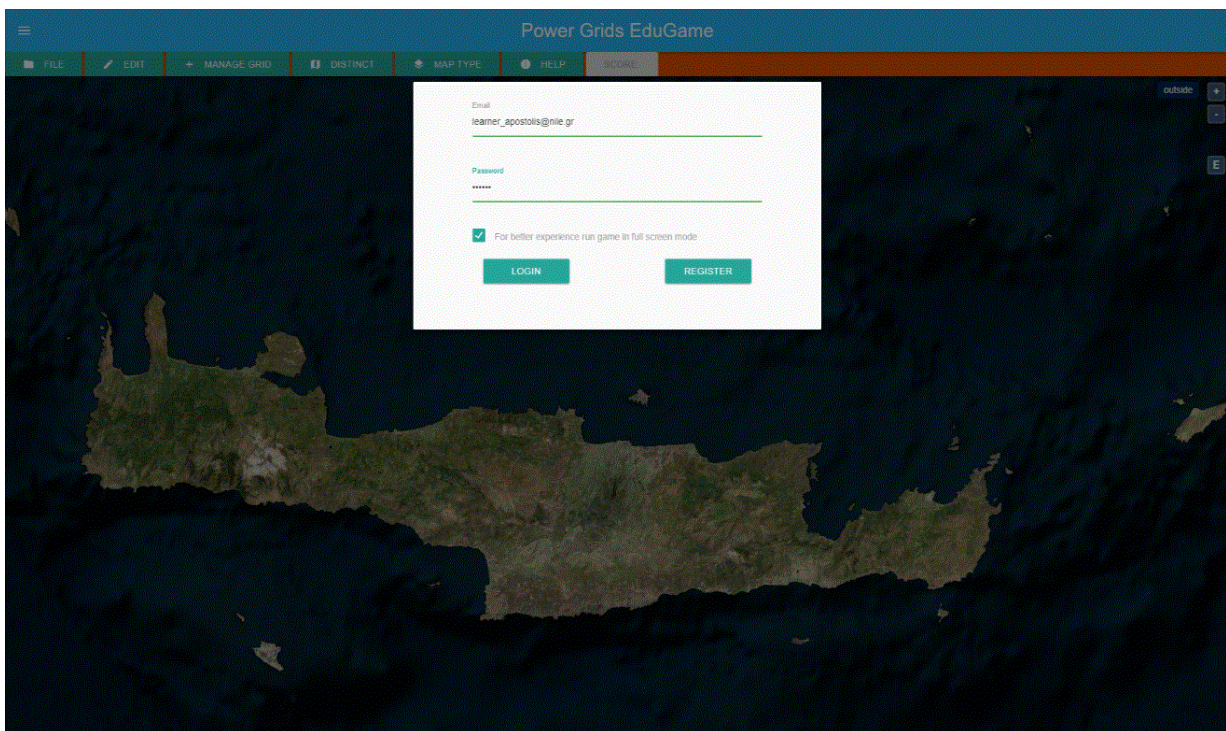 Power Grids EduGame
FILE EDIT + MANAGE GRID DISTINCT MAP TYPE HELP SCORE
outside +
-
E
Email
learner_apostolis@nile.gr
Password
••••••
For better experience run game in full screen mode
LOGIN REGISTER